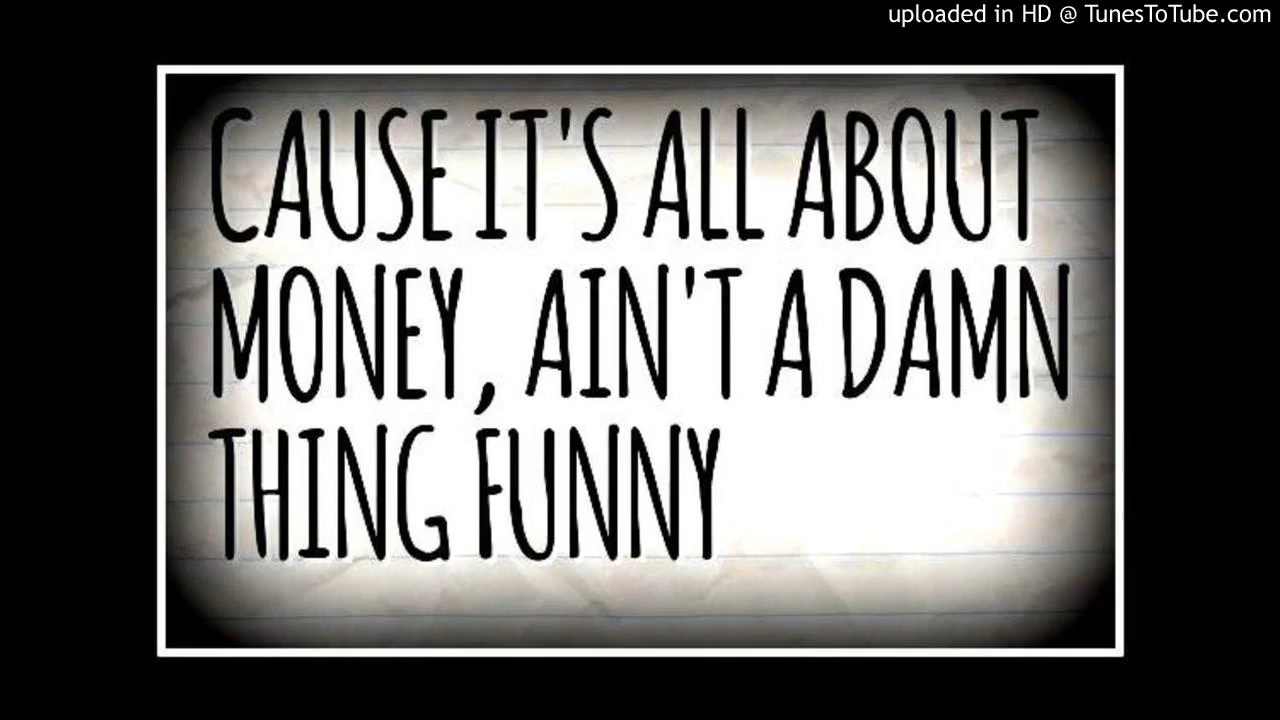 uploaded in HD @ TunesToTube.com
CAUSE IT'S ALL ABOUT
MONEY, AIN'T A DAMN
THING FUNNY